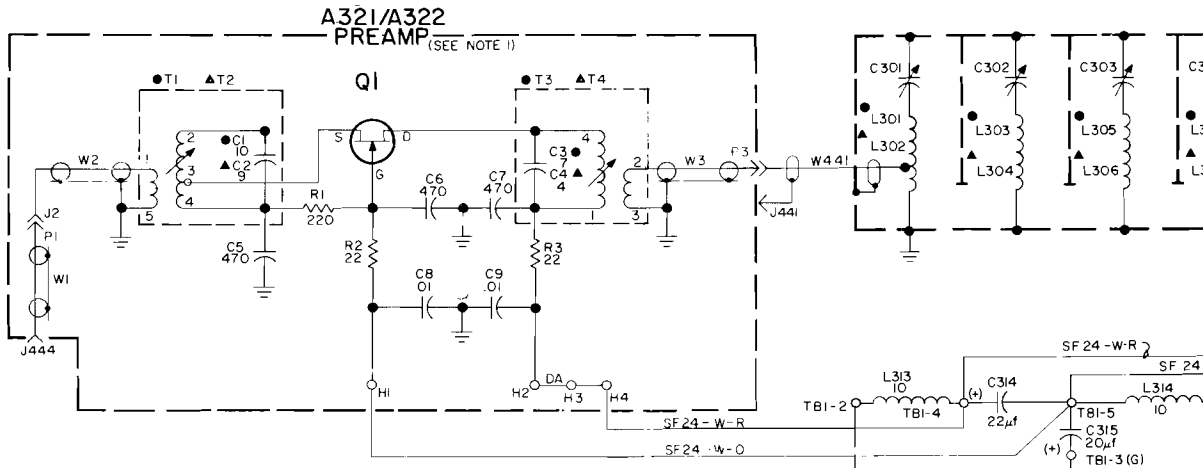 A321/A322
PREAMP (SEE NOTE 1)
●T1 ▲T2
Q1
●T3 ▲T4
C301
C302
C303
C3
W2
1
2
3
4
5
●C1
10
▲C2
9
S
D
G
R1
220
C6
470
C7
470
C3●
7
C4▲
4
4
1
2
3
W3
P3
W441
J441
●
L301
▲
L302
●
L303
▲
L304
●
L305
▲
L306
●
L3
▲
L3
J2
P1
W1
J444
C5
470
R2
22
R3
22
C8
.01
C9
.01
H1
H2
DA
H3
H4
SF24-W-R
SF24-W-O
SF24-W-R
SF 24
TB1-2
L313
10
TB1-4
(+)
C314
22µf
TB1-5
L314
10
(+)
C315
20µf
TB1-3(G)